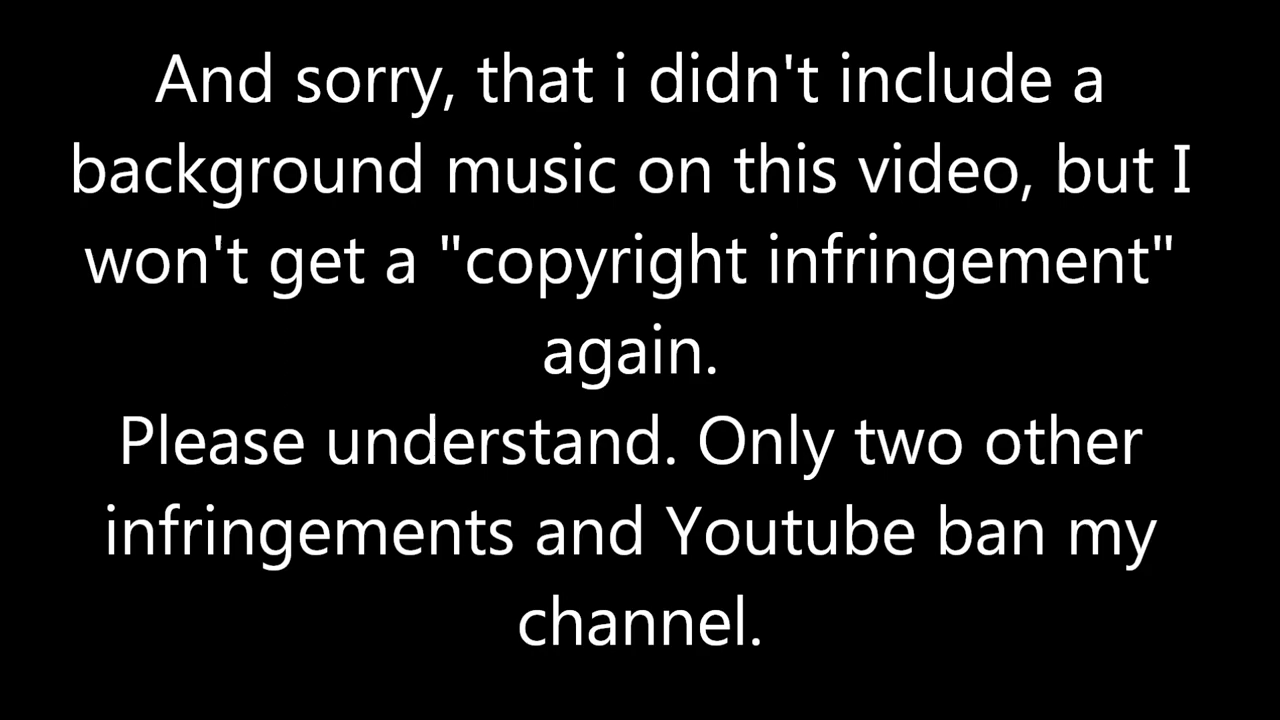 And sorry, that i didn't include a
background music on this video, but I
won't get a "copyright infringement"
again.
Please understand. Only two other
infringements and Youtube ban my
channel.